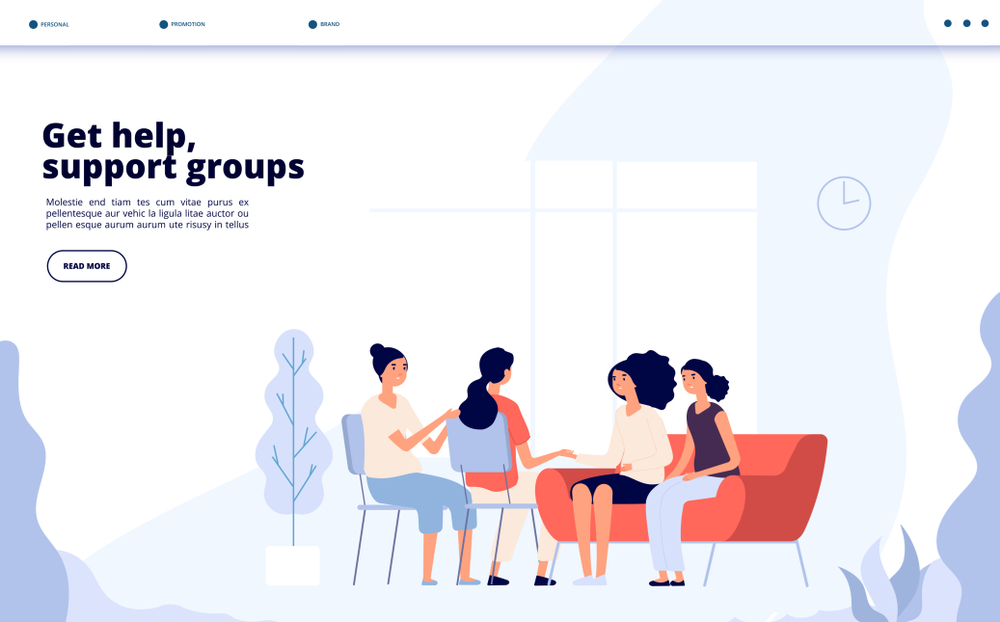 PERSONAL PROMOTION BRAND
Get help,
support groups
Molestie end tiam tes cum vitae purus ex
pellentesque aur vehic la ligula litae auctor ou
pellen esque aurum aurum ute risusy in tellus
READ MORE